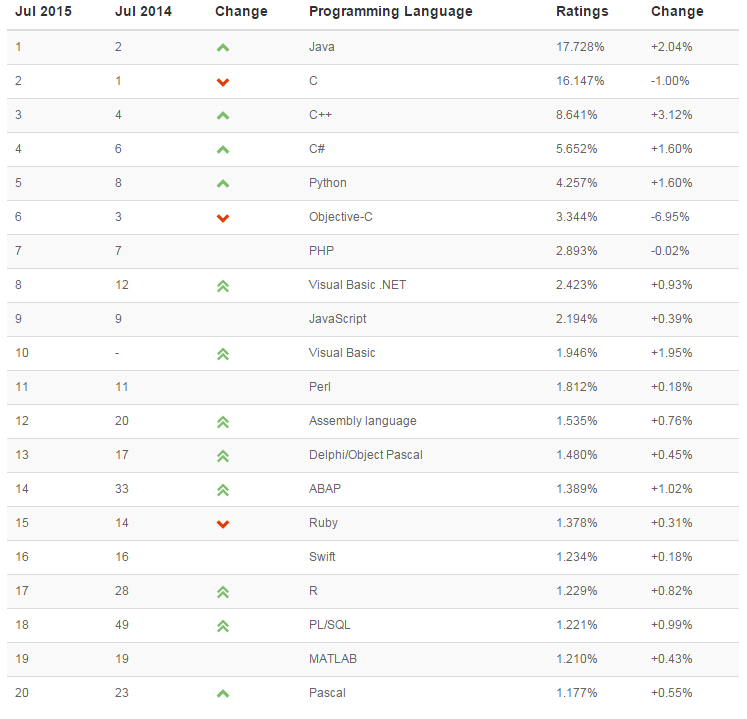 Jul 2015 Jul 2014 Change Programming Language Ratings Change
1 2 Java 17.728% +2.04%
2 1 C 16.147% -1.00%
3 4 C++ 8.641% +3.12%
4 6 C# 5.652% +1.60%
5 8 Python 4.257% +1.60%
6 3 Objective-C 3.344% -6.95%
7 7 PHP 2.893% -0.02%
8 12 Visual Basic .NET 2.423% +0.93%
9 9 JavaScript 2.194% +0.39%
10 - Visual Basic 1.946% +1.95%
11 11 Perl 1.812% +0.18%
12 20 Assembly language 1.535% +0.76%
13 17 Delphi/Object Pascal 1.480% +0.45%
14 33 ABAP 1.389% +1.02%
15 14 Ruby 1.378% +0.31%
16 16 Swift 1.234% +0.18%
17 28 R 1.229% +0.82%
18 49 PL/SQL 1.221% +0.99%
19 19 MATLAB 1.210% +0.43%
20 23 Pascal 1.177% +0.55%